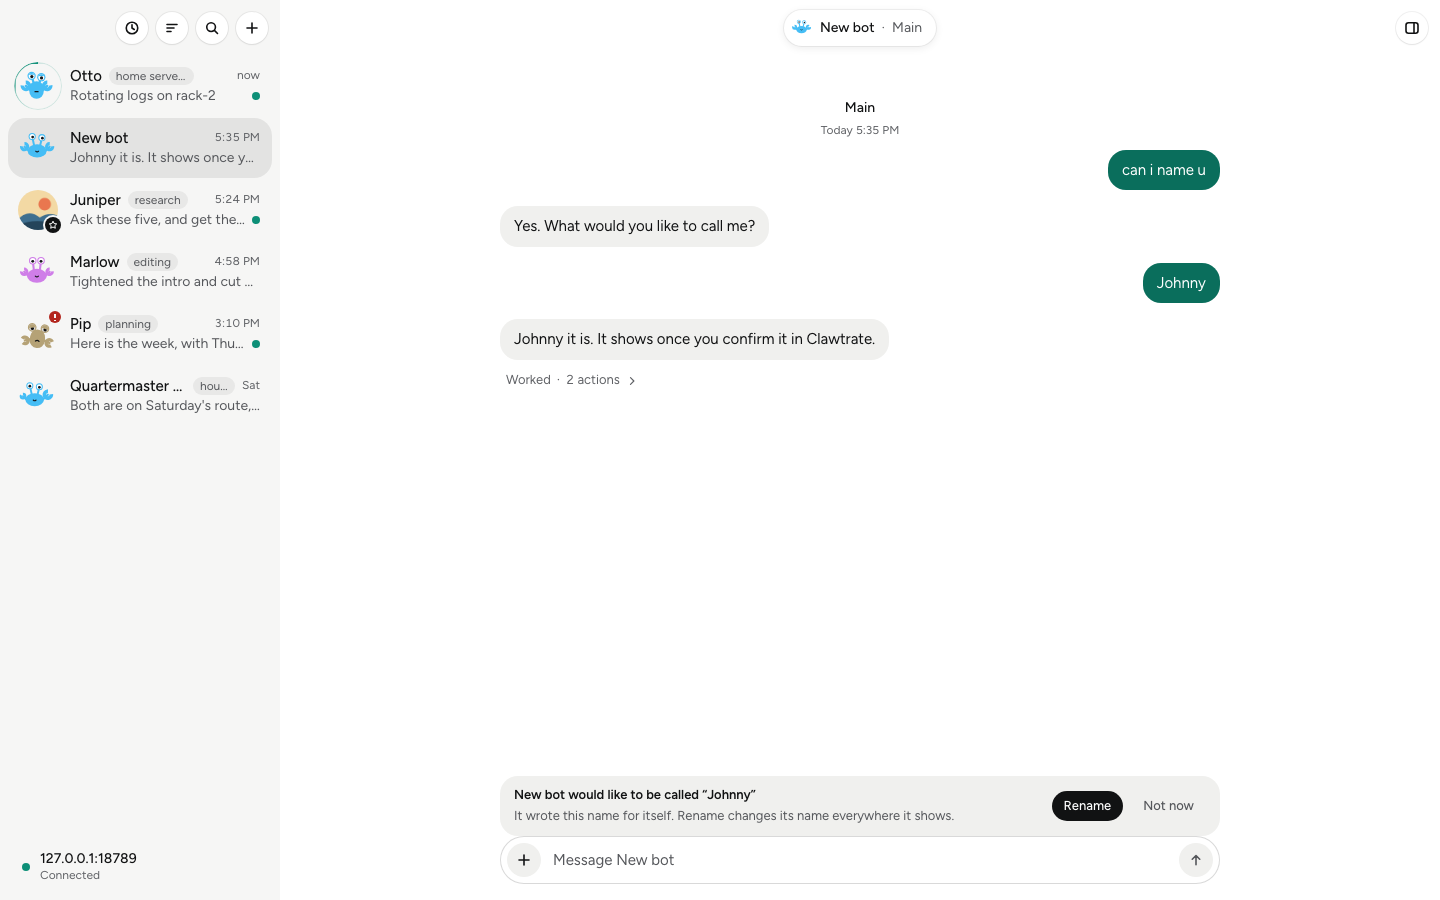 Otto home serve... now
Rotating logs on rack-2
New bot 5:35 PM
Johnny it is. It shows once y...
Juniper research 5:24 PM
Ask these five, and get the...
Marlow editing 4:58 PM
Tightened the intro and cut ...
Pip planning 3:10 PM
Here is the week, with Thu...
Quartermaster ... hou... Sat
Both are on Saturday's route,...
127.0.0.1:18789
Connected
New bot · Main
Main
Today 5:35 PM
can i name u
Yes. What would you like to call me?
Johnny
Johnny it is. It shows once you confirm it in Clawtrate.
Worked · 2 actions
New bot would like to be called “Johnny”
It wrote this name for itself. Rename changes its name everywhere it shows.
Rename
Not now
Message New bot